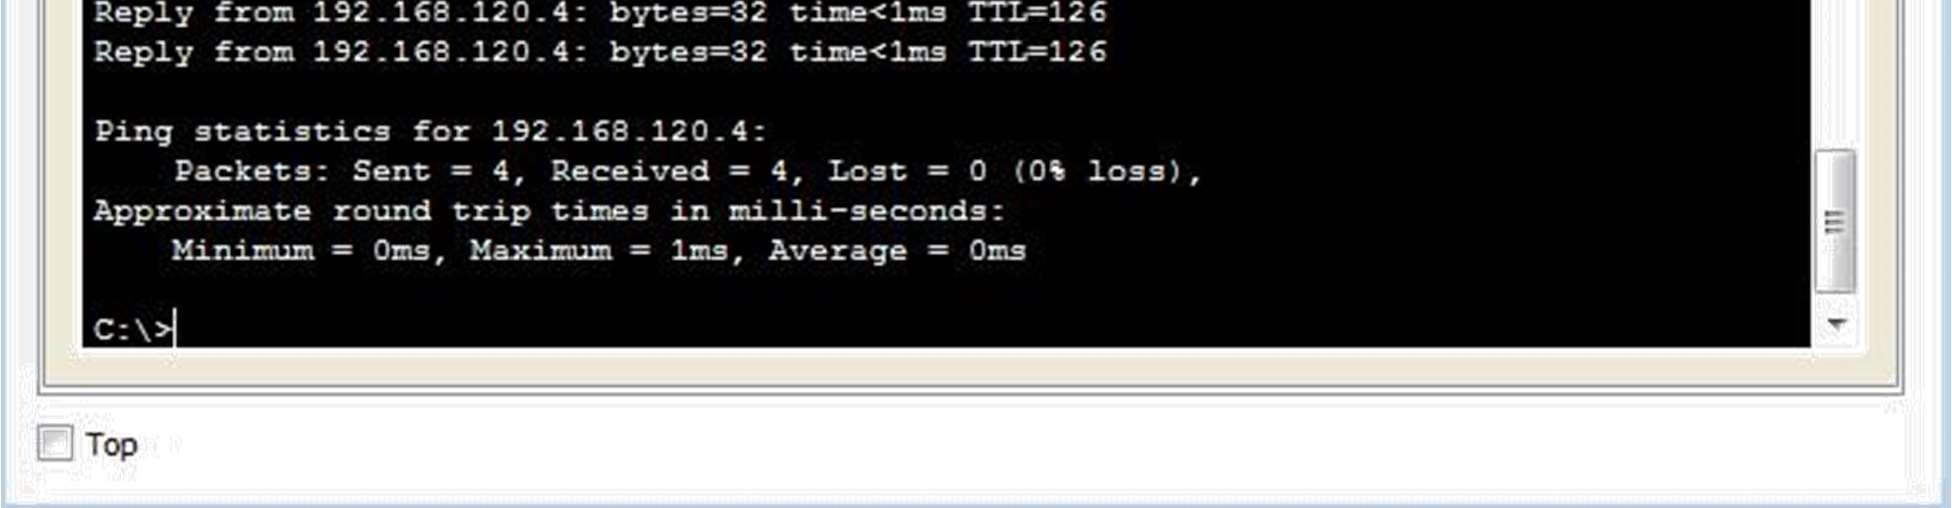 Reply from 192.168.120.4: bytes=32 time<1ms TTL=126
Reply from 192.168.120.4: bytes=32 time<1ms TTL=126
Ping statistics for 192.168.120.4:
Packets: Sent = 4, Received = 4, Lost = 0 (0% loss),
Approximate round trip times in milli-seconds:
Minimum = 0ms, Maximum = 1ms, Average = 0ms
C:\>
Top